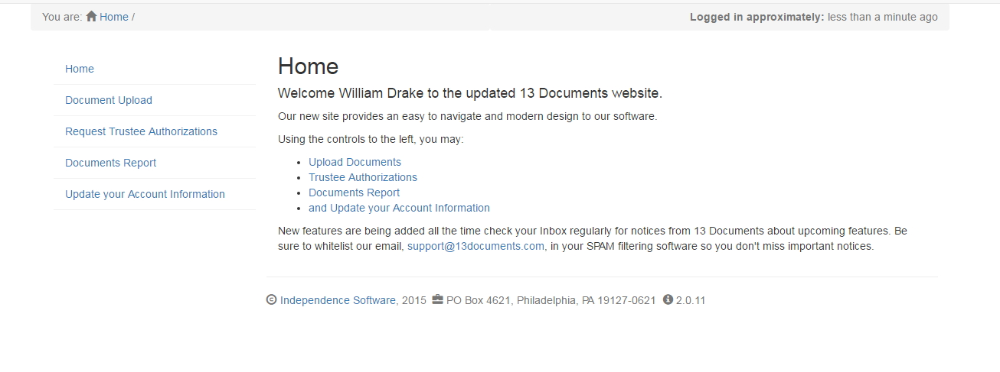 You are: Home /
Logged in approximately: less than a minute ago
Home
Document Upload
Request Trustee Authorizations
Documents Report
Update your Account Information
Home
Welcome William Drake to the updated 13 Documents website.
Our new site provides an easy to navigate and modern design to our software.
Using the controls to the left, you may:
Upload Documents
Trustee Authorizations
Documents Report
and Update your Account Information
New features are being added all the time check your Inbox regularly for notices from 13 Documents about upcoming features. Be
sure to whitelist our email, support@13documents.com, in your SPAM filtering software so you don't miss important notices.
© Independence Software, 2015 PO Box 4621, Philadelphia, PA 19127-0621 2.0.11